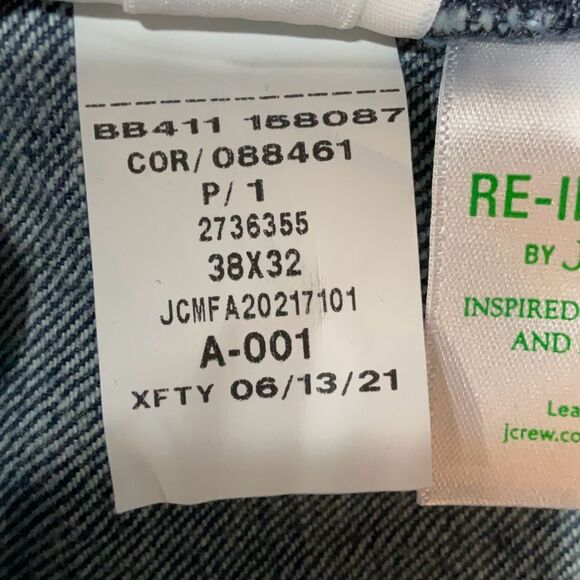 BB411 158087
COR/088461
P/1
2736355
38X32
JCMFA20217101
A-001
XFTY 06/13/21
RE-I
BY J
INSPIRED
AND
Lea
jcrew.co